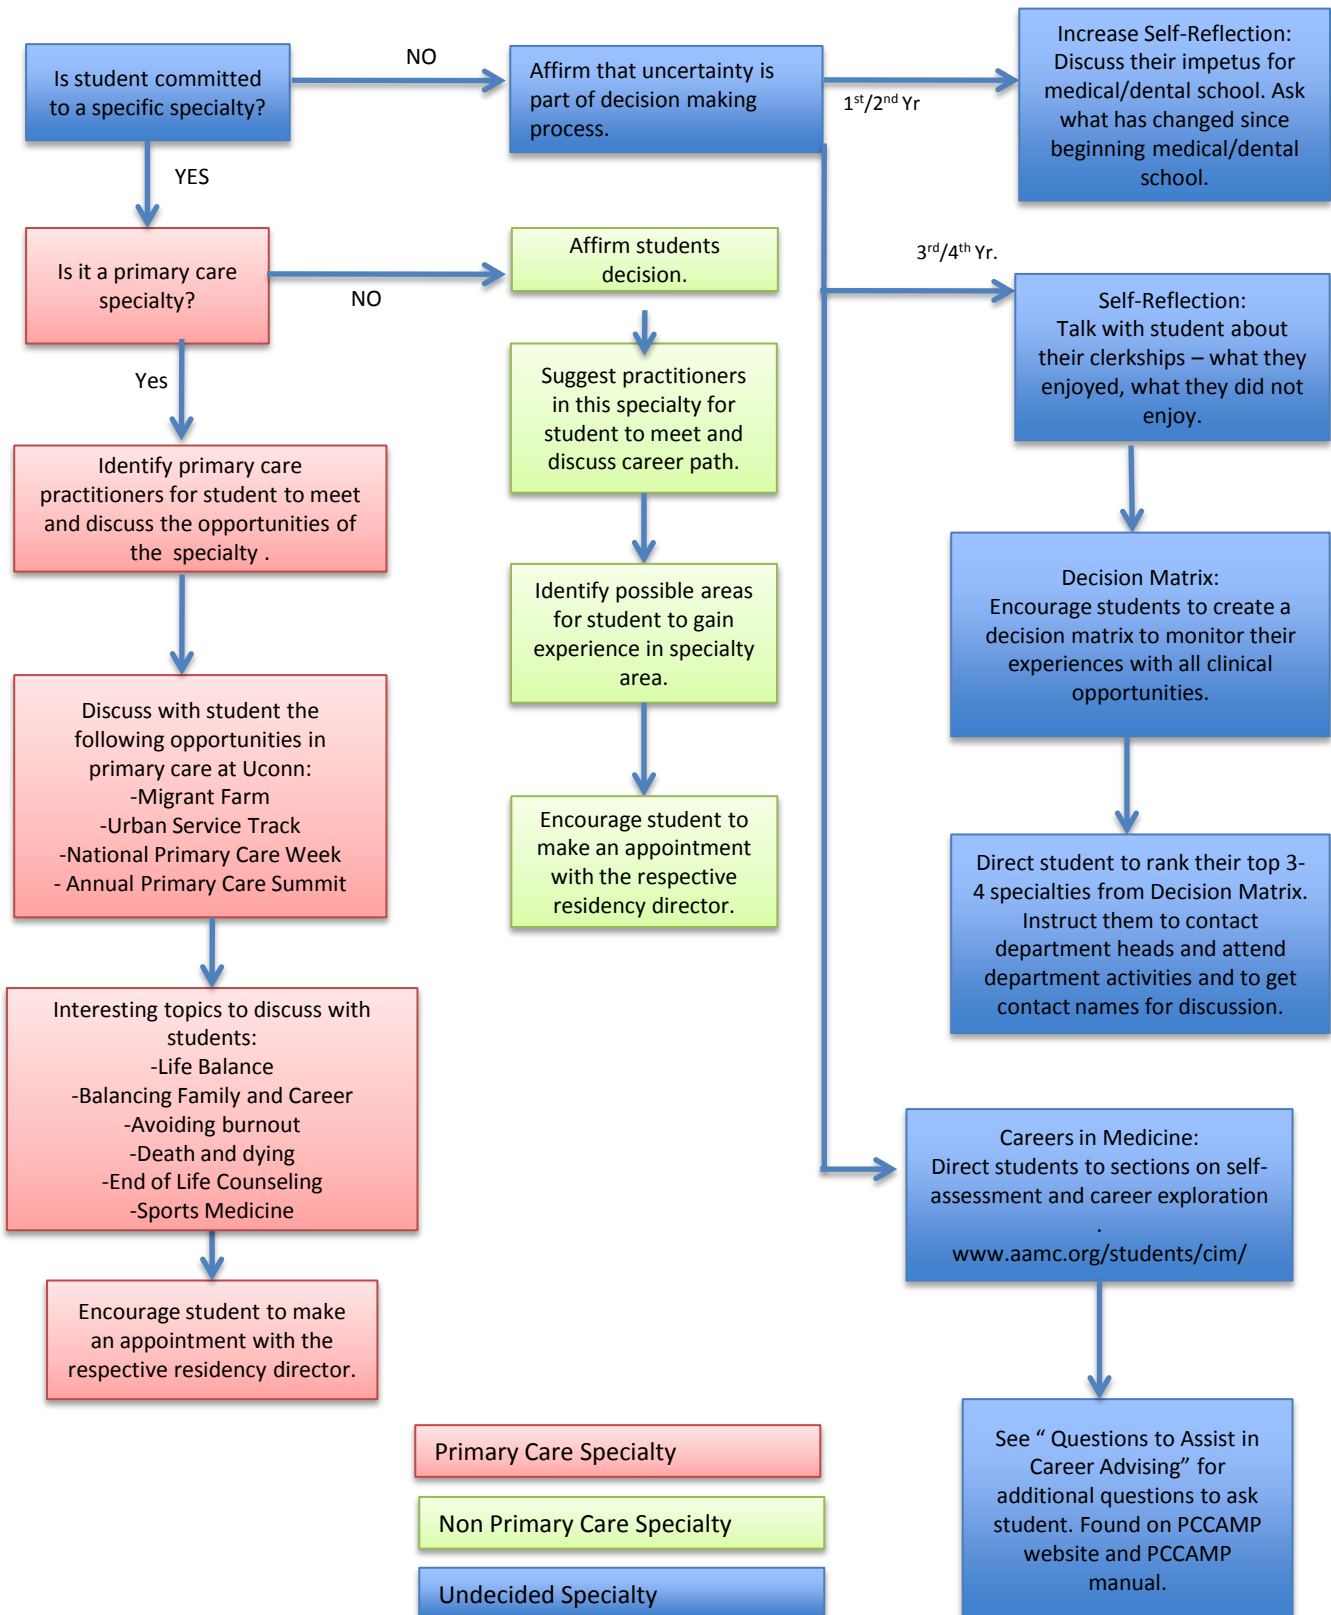 Is student committed
to a specific specialty?
NO
Affirm that uncertainty is
part of decision making
process.
1st/2nd Yr
Increase Self-Reflection:
Discuss their impetus for
medical/dental school. Ask
what has changed since
beginning medical/dental
school.
YES
Is it a primary care
specialty?
NO
Affirm students
decision.
3rd/4th Yr.
Self-Reflection:
Talk with student about
their clerkships – what they
enjoyed, what they did not
enjoy.
Yes
Suggest practitioners
in this specialty for
student to meet and
discuss career path.
Identify primary care
practitioners for student to meet
and discuss the opportunities of
the specialty .
Identify possible areas
for student to gain
experience in specialty
area.
Decision Matrix:
Encourage students to create a
decision matrix to monitor their
experiences with all clinical
opportunities.
Discuss with student the
following opportunities in
primary care at Uconn:
-Migrant Farm
-Urban Service Track
-National Primary Care Week
- Annual Primary Care Summit
Encourage student to
make an appointment
with the respective
residency director.
Direct student to rank their top 3-
4 specialties from Decision Matrix.
Instruct them to contact
department heads and attend
department activities and to get
contact names for discussion.
Interesting topics to discuss with
students:
-Life Balance
-Balancing Family and Career
-Avoiding burnout
-Death and dying
-End of Life Counseling
-Sports Medicine
Careers in Medicine:
Direct students to sections on self-
assessment and career exploration
.
www.aamc.org/students/cim/
Encourage student to make
an appointment with the
respective residency director.
See “ Questions to Assist in
Career Advising” for
additional questions to ask
student. Found on PCCAMP
website and PCCAMP
manual.
Primary Care Specialty
Non Primary Care Specialty
Undecided Specialty